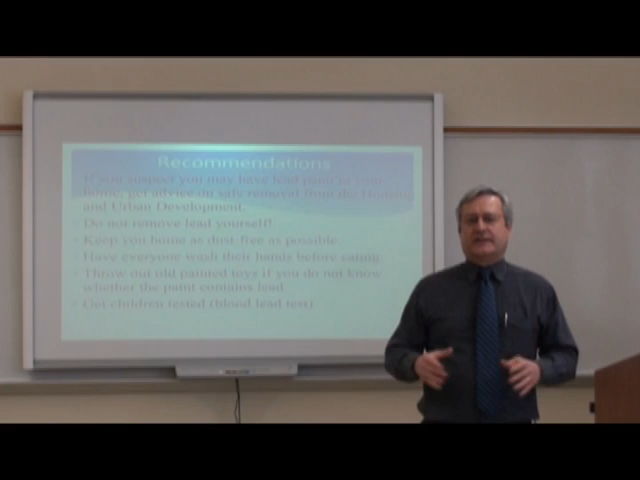 Recommendations
If you suspect you may have lead paint in your
home, get advice on safe removal from the Housing
and Urban Development.
Do not remove lead yourself!
Keep you home as dust-free as possible.
Have everyone wash their hands before eating.
Throw out old painted toys if you do not know
whether the paint contains lead.
Get children tested (blood lead test).